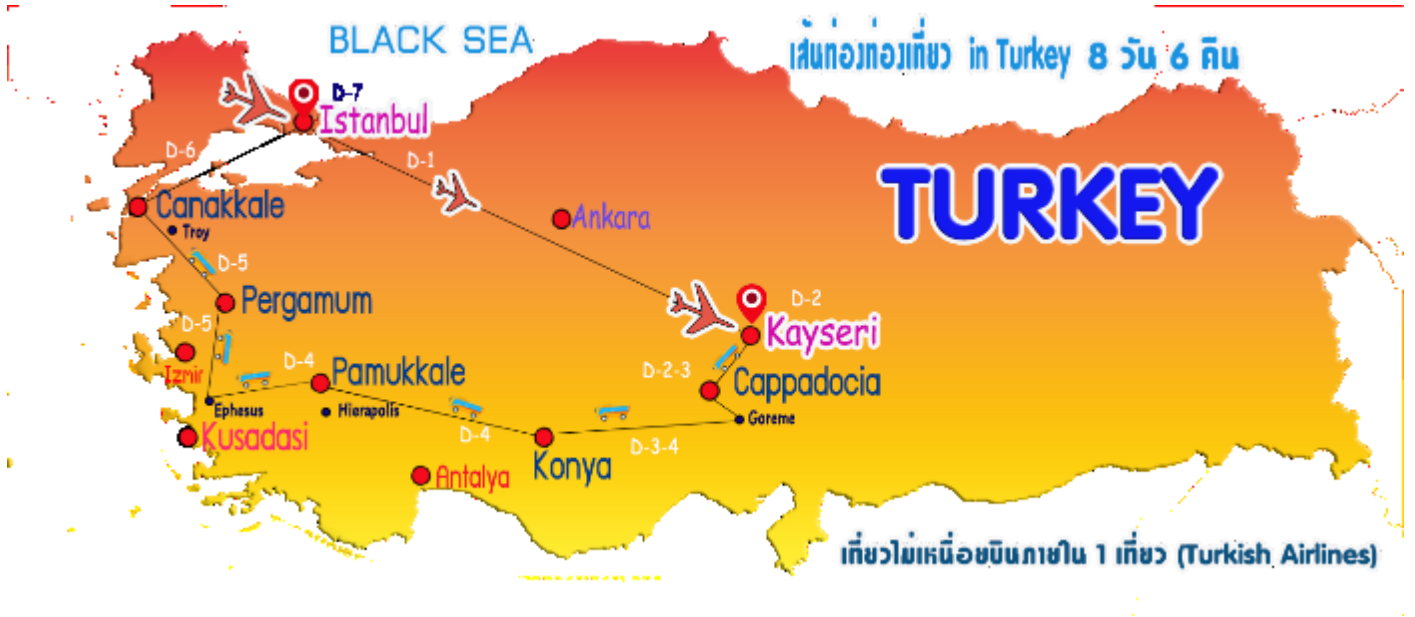 BLACK SEA
เส้นท่องท่องเที่ยว in Turkey 8 วัน 6 คืน
D-7
Istanbul
D-6
D-1
TURKEY
Canakkale
Troy
Ankara
D-5
Pergamum
D-2
Kayseri
D-5
Izmir
D-4
Pamukkale
D-2-3
Cappadocia
Ephesus
Hierapolis
Goreme
Kusadasi
D-4
D-3-4
Konya
Antalya
เที่ยวไม่เหนื่อยบินภายใน 1 เที่ยว (Turkish Airlines)